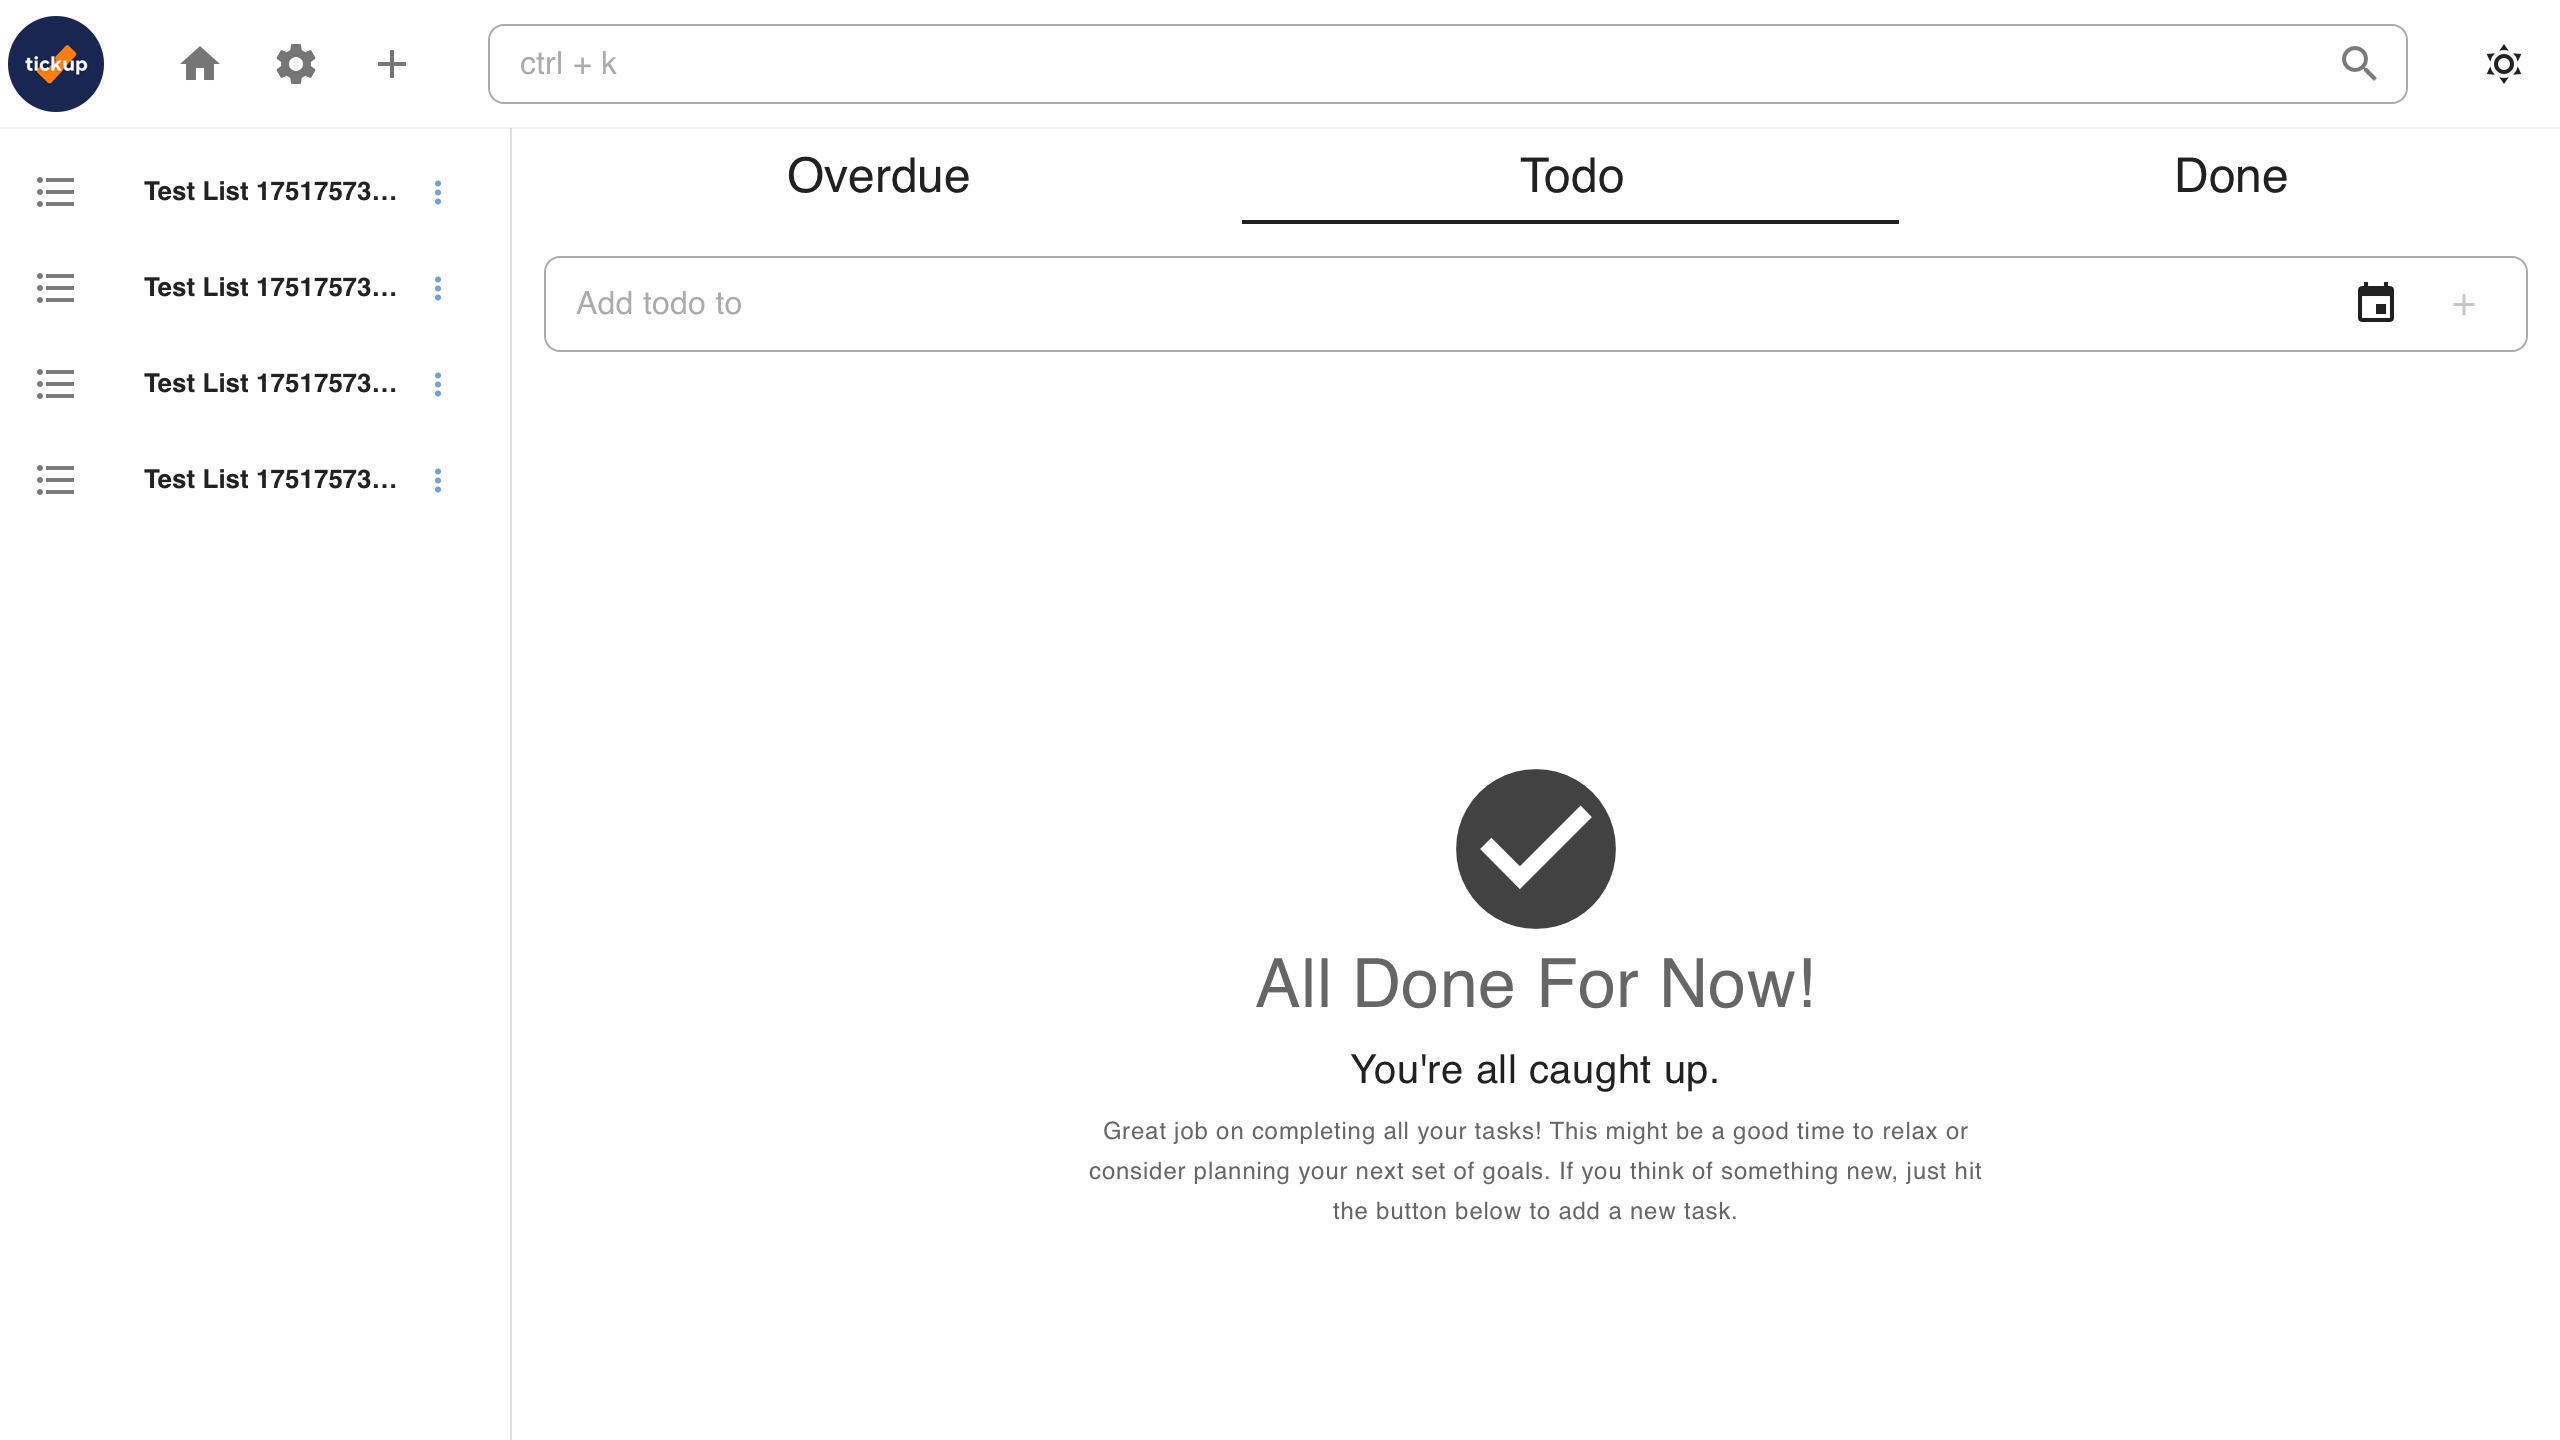 tickup
ctrl + k
Test List 17517573...
Test List 17517573...
Test List 17517573...
Test List 17517573...
Overdue
Todo
Done
Add todo to
All Done For Now!
You're all caught up.
Great job on completing all your tasks! This might be a good time to relax or
consider planning your next set of goals. If you think of something new, just hit
the button below to add a new task.